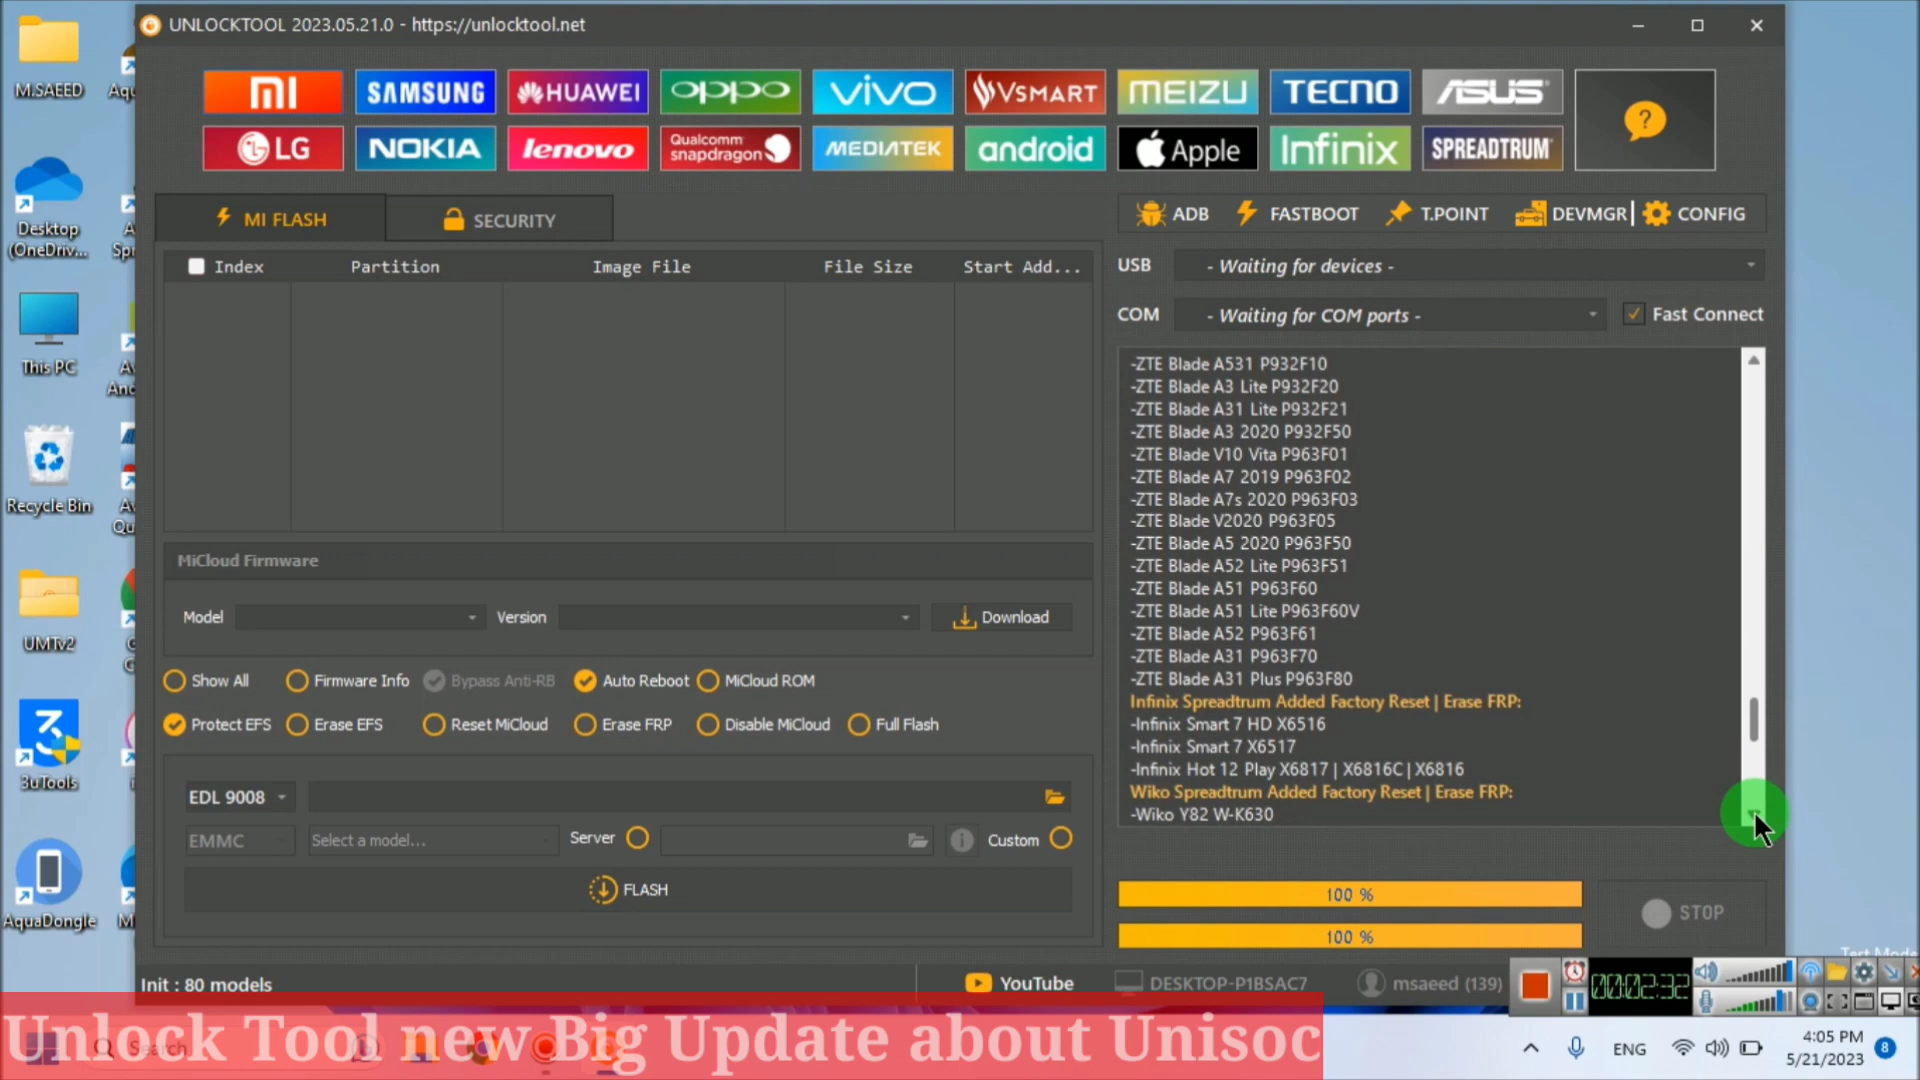 UNLOCKTOOL 2023.05.21.0 - https://unlocktool.net
mi SAMSUNG HUAWEI oppo vivo VSMART MEIZU TECNO ASUS ?
LG NOKIA lenovo Qualcomm snapdragon MEDIATEK android Apple Infinix SPREADTRUM
MI FLASH SECURITY
ADB FASTBOOT T.POINT DEVMGR CONFIG
Index Partition Image File File Size Start Add...
USB - Waiting for devices -
COM - Waiting for COM ports - Fast Connect
-ZTE Blade A531 P932F10
-ZTE Blade A3 Lite P932F20
-ZTE Blade A31 Lite P932F21
-ZTE Blade A3 2020 P932F50
-ZTE Blade V10 Vita P963F01
-ZTE Blade A7 2019 P963F02
-ZTE Blade A7s 2020 P963F03
-ZTE Blade V2020 P963F05
-ZTE Blade A5 2020 P963F50
-ZTE Blade A52 Lite P963F51
-ZTE Blade A51 P963F60
-ZTE Blade A51 Lite P963F60V
-ZTE Blade A52 P963F61
-ZTE Blade A31 P963F70
-ZTE Blade A31 Plus P963F80
Infinix Spreadtrum Added Factory Reset | Erase FRP:
-Infinix Smart 7 HD X6516
-Infinix Smart 7 X6517
-Infinix Hot 12 Play X6817 | X6816C | X6816
Wiko Spreadtrum Added Factory Reset | Erase FRP:
-Wiko Y82 W-K630
MiCloud Firmware
Model Version Download
Show All Firmware Info Bypass Anti-RB Auto Reboot MiCloud ROM
Protect EFS Erase EFS Reset MiCloud Erase FRP Disable MiCloud Full Flash
EDL 9008
EMMC Select a model... Server Custom
FLASH
100 %
100 %
STOP
Init : 80 models YouTube DESKTOP-P1BSAC7 msaeed (139)
M.SAEED
Desktop
(OneDriv...
This PC
Recycle Bin
UMTv2
3uTools
AquaDongle
00:02:32
Unlock Tool new Big Update about Unisoc
Search
ENG
4:05 PM
5/21/2023
8